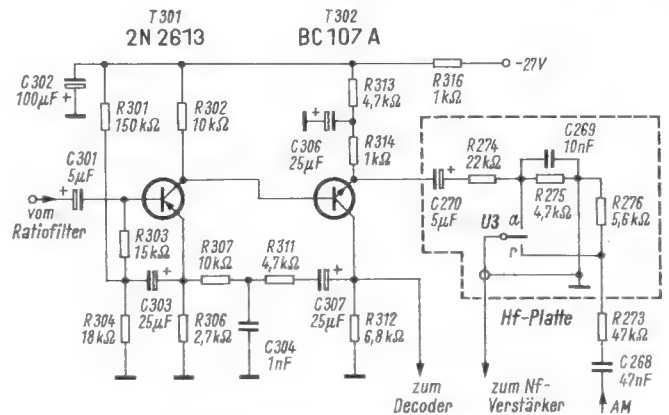 T301
2N 2613
T302
BC 107 A
C302
100µF
+
R301
150kΩ
R302
10kΩ
R313
4,7kΩ
R316
1kΩ
-27V
+
C306
25µF
R314
1kΩ
C301
5µF
+
vom
Ratiofilter
R303
15kΩ
+
C270
5µF
R274
22kΩ
C269
10nF
R275
4,7kΩ
R276
5,6kΩ
U3
a
r
R304
18kΩ
+
C303
25µF
R307
10kΩ
R311
4,7kΩ
+
C307
25µF
R306
2,7kΩ
C304
1nF
R312
6,8kΩ
Hf-Platte
R273
47kΩ
C268
47nF
zum
Decoder
zum Nf-
Verstärker
AM